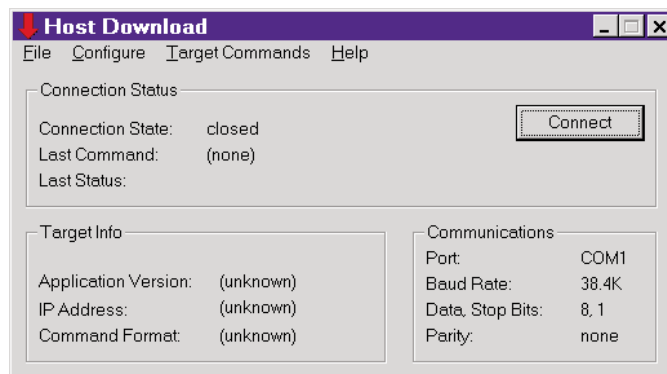 Host Download
File Configure Target Commands Help
Connection Status
Connection State: closed
Connect
Last Command: (none)
Last Status:
Target Info
Application Version: (unknown)
IP Address: (unknown)
Command Format: (unknown)
Communications
Port: COM1
Baud Rate: 38.4K
Data, Stop Bits: 8, 1
Parity: none